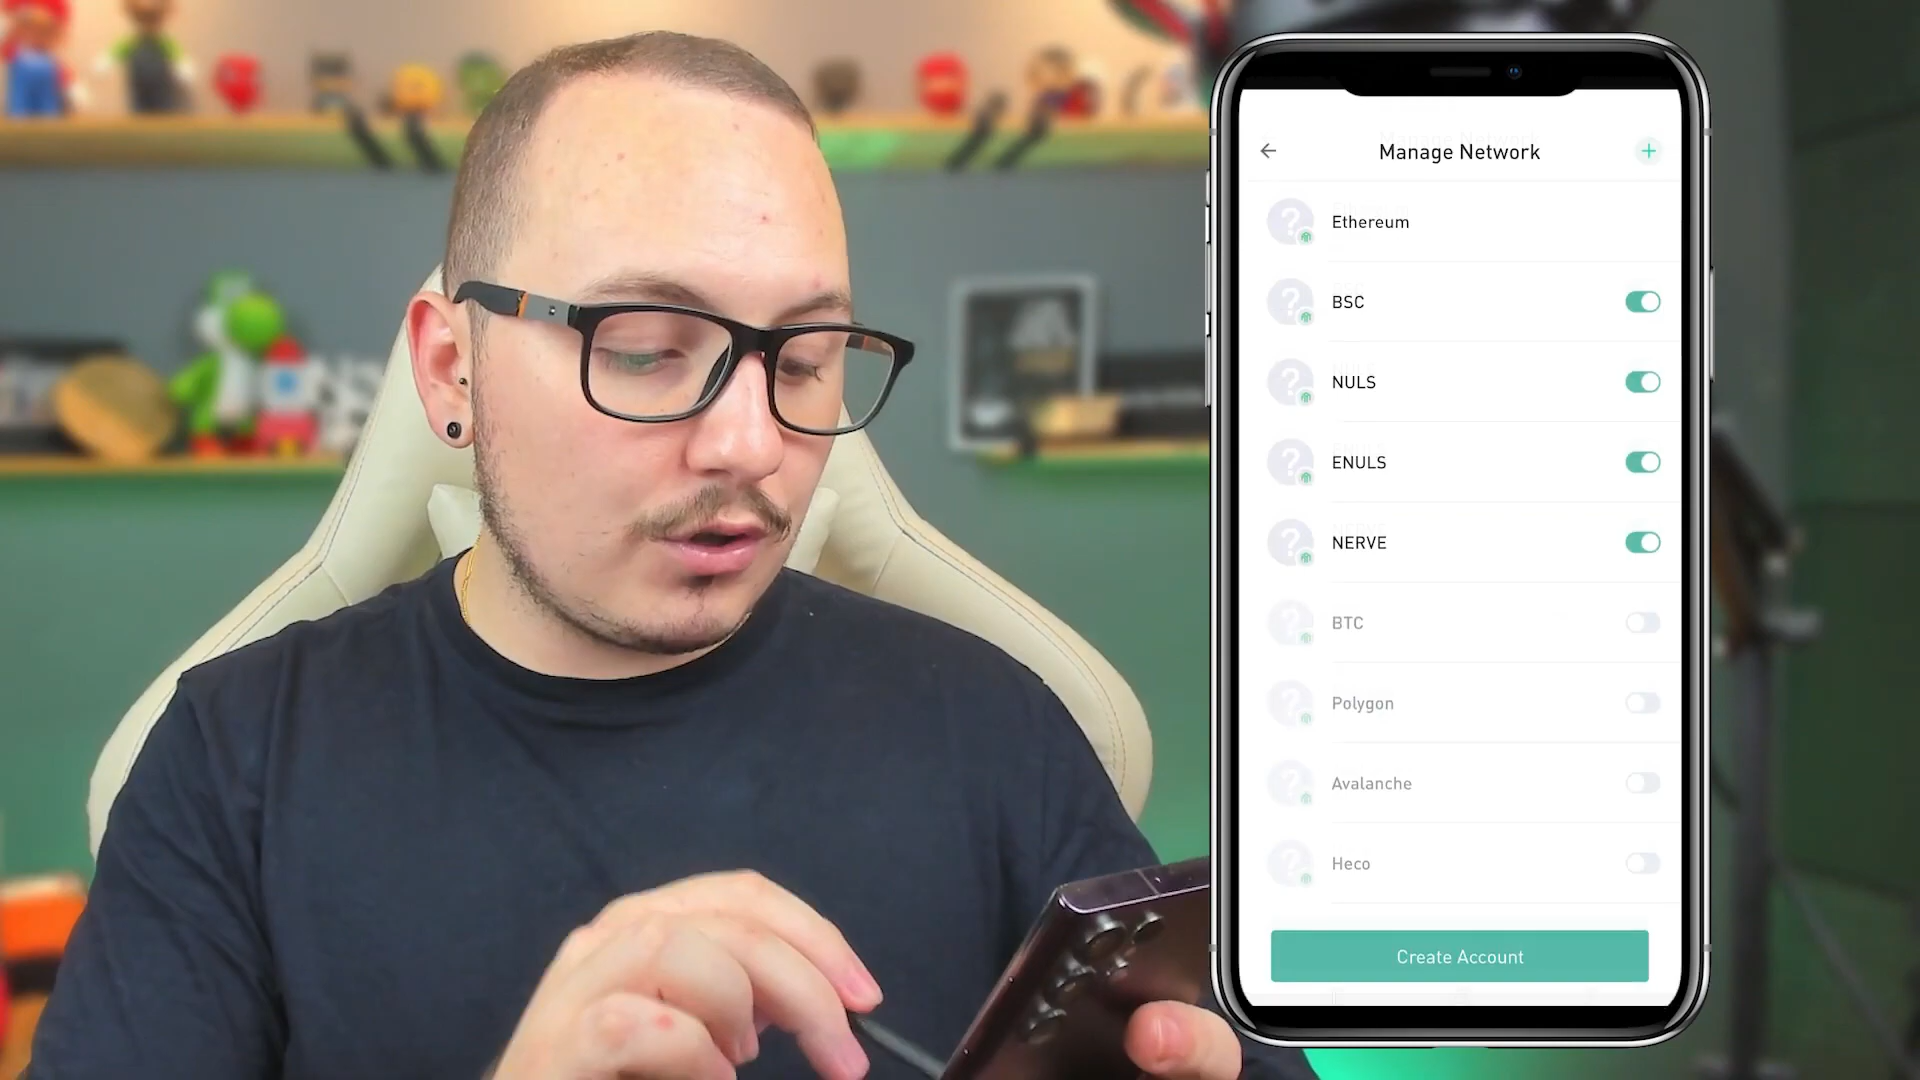 Manage Network
Ethereum
BSC
NULS
ENULS
NERVE
BTC
Polygon
Avalanche
Heco
Create Account